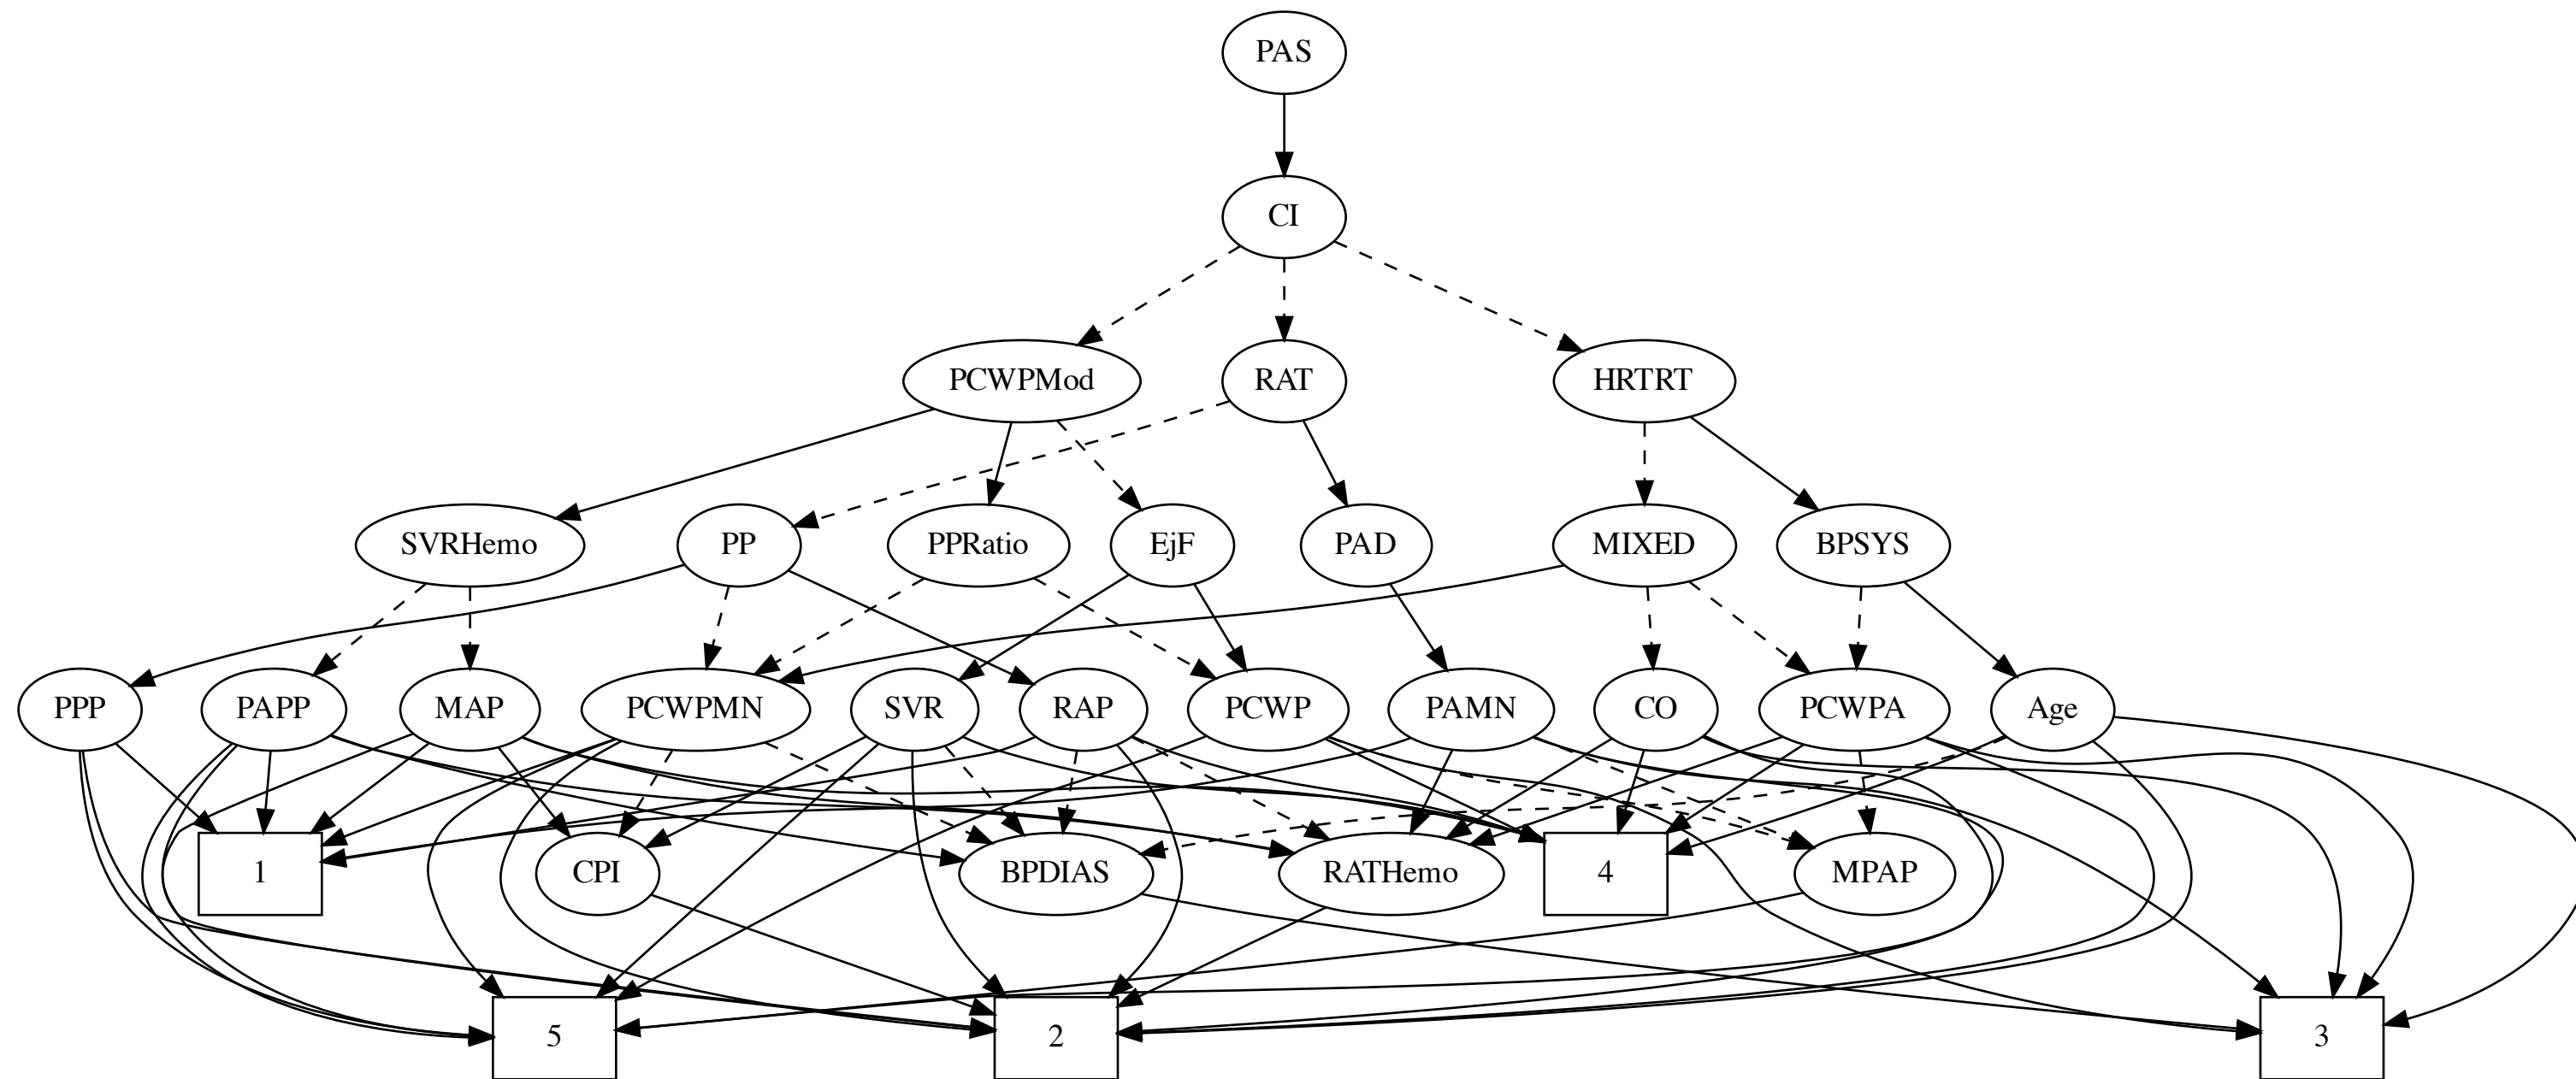 PAS
CI
PCWPMod
RAT
HRTRT
SVRHemo
PP
PPRatio
EjF
PAD
MIXED
BPSYS
PPP
PAPP
MAP
PCWPMN
SVR
RAP
PCWP
PAMN
CO
PCWPA
Age
1
CPI
BPDIAS
RATHemo
4
MPAP
5
2
3